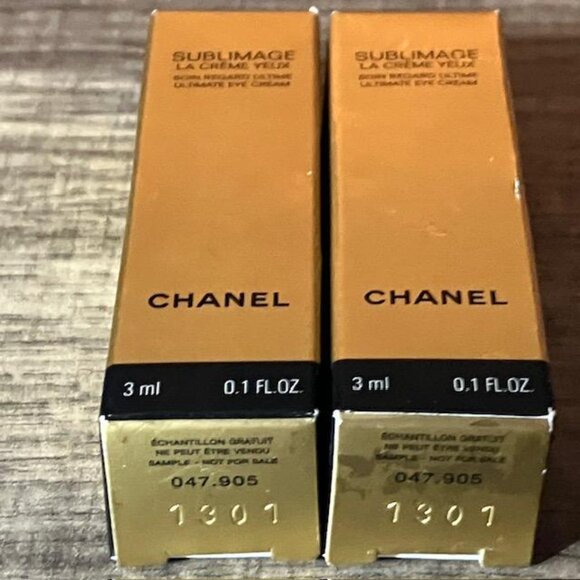 SUBLIMAGE
LA CRÈME YEUX
SOIN REGARD ULTIME
ULTIMATE EYE CREAM
CHANEL
3 ml 0.1 FL.OZ.
ÉCHANTILLON GRATUIT
NE PEUT ÊTRE VENDU
SAMPLE - NOT FOR SALE
047.905
1301
SUBLIMAGE
LA CRÈME YEUX
SOIN REGARD ULTIME
ULTIMATE EYE CREAM
CHANEL
3 ml 0.1 FL.OZ.
ÉCHANTILLON GRATUIT
NE PEUT ÊTRE VENDU
SAMPLE - NOT FOR SALE
047.905
1301